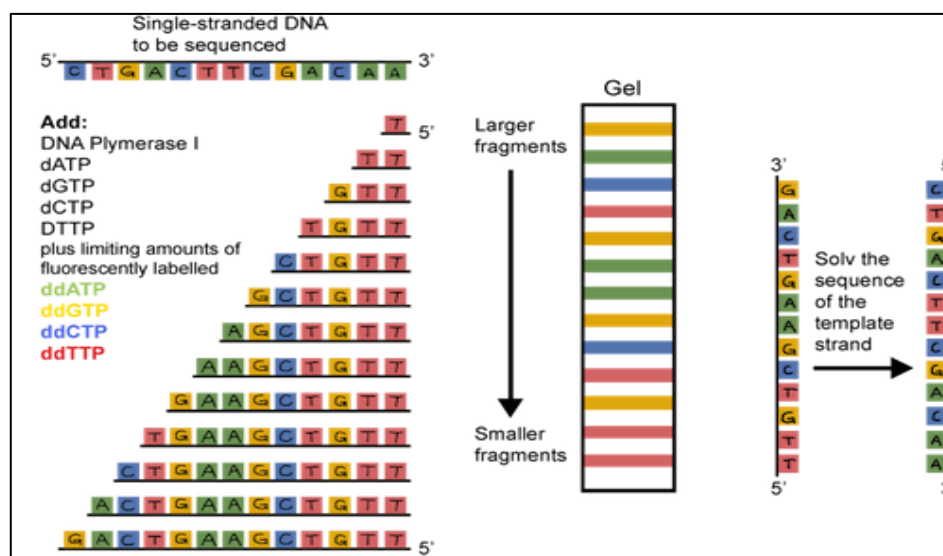 Single-stranded DNA
to be sequenced
5' C T G A C T T C G A C A A 3'
Add:
DNA Plymerase I
dATP
dGTP
dCTP
DTTP
plus limiting amounts of
fluorescently labelled
ddATP
ddGTP
ddCTP
ddTTP
T 5'
T T
G T T
T G T T
C T G T T
G C T G T T
A G C T G T T
A A G C T G T T
G A A G C T G T T
T G A A G C T G T T
C T G A A G C T G T T
A C T G A A G C T G T T
G A C T G A A G C T G T T 5'
Gel
Larger
fragments
Smaller
fragments
3'
G
A
C
T
G
A
A
G
C
T
G
T
T
5'
Solv the
sequence
of the
template
strand
5'
C
T
G
A
C
T
T
C
G
A
C
A
A
3'